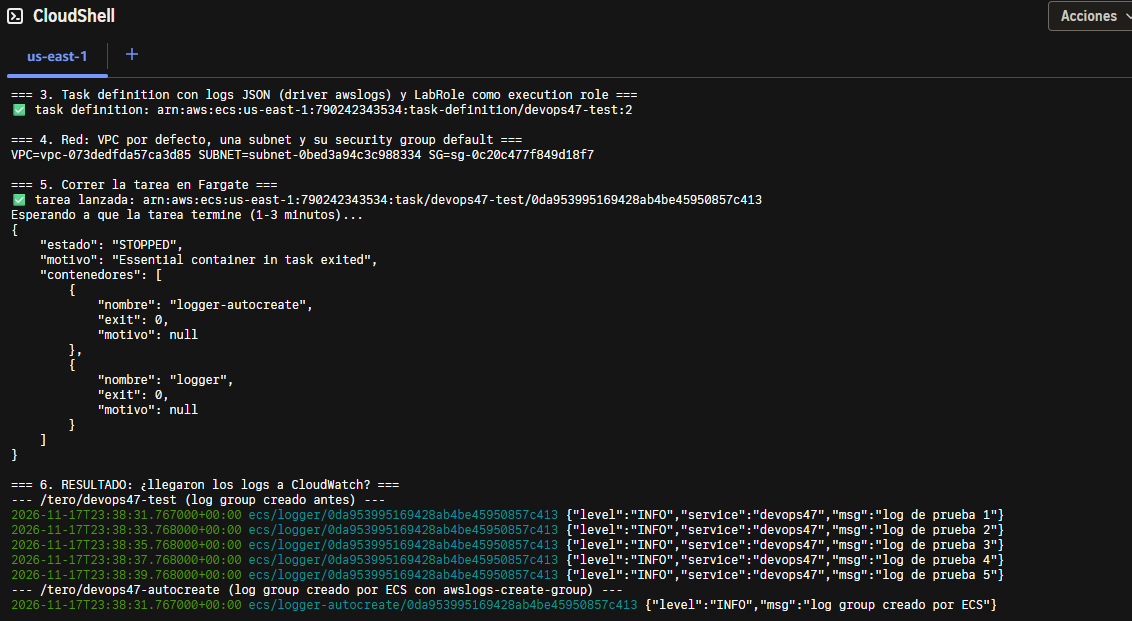 CloudShell
Acciones
us-east-1
+
=== 3. Task definition con logs JSON (driver awslogs) y LabRole como execution role ===
✅ task definition: arn:aws:ecs:us-east-1:790242343534:task-definition/devops47-test:2
=== 4. Red: VPC por defecto, una subnet y su security group default ===
VPC=vpc-073dedfda57ca3d85 SUBNET=subnet-0bed3a94c3c988334 SG=sg-0c20c477f849d18f7
=== 5. Correr la tarea en Fargate ===
✅ tarea lanzada: arn:aws:ecs:us-east-1:790242343534:task/devops47-test/0da953995169428ab4be45950857c413
Esperando a que la tarea termine (1-3 minutos)...
{
    "estado": "STOPPED",
    "motivo": "Essential container in task exited",
    "contenedores": [
        {
            "nombre": "logger-autocreate",
            "exit": 0,
            "motivo": null
        },
        {
            "nombre": "logger",
            "exit": 0,
            "motivo": null
        }
    ]
}
=== 6. RESULTADO: ¿llegaron los logs a CloudWatch? ===
--- /tero/devops47-test (log group creado antes) ---
2026-11-17T23:38:31.767000+00:00 ecs/logger/0da953995169428ab4be45950857c413 {"level":"INFO","service":"devops47","msg":"log de prueba 1"}
2026-11-17T23:38:33.768000+00:00 ecs/logger/0da953995169428ab4be45950857c413 {"level":"INFO","service":"devops47","msg":"log de prueba 2"}
2026-11-17T23:38:35.768000+00:00 ecs/logger/0da953995169428ab4be45950857c413 {"level":"INFO","service":"devops47","msg":"log de prueba 3"}
2026-11-17T23:38:37.768000+00:00 ecs/logger/0da953995169428ab4be45950857c413 {"level":"INFO","service":"devops47","msg":"log de prueba 4"}
2026-11-17T23:38:39.768000+00:00 ecs/logger/0da953995169428ab4be45950857c413 {"level":"INFO","service":"devops47","msg":"log de prueba 5"}
--- /tero/devops47-autocreate (log group creado por ECS con awslogs-create-group) ---
2026-11-17T23:38:31.767000+00:00 ecs/logger-autocreate/0da953995169428ab4be45950857c413 {"level":"INFO","msg":"log group creado por ECS"}